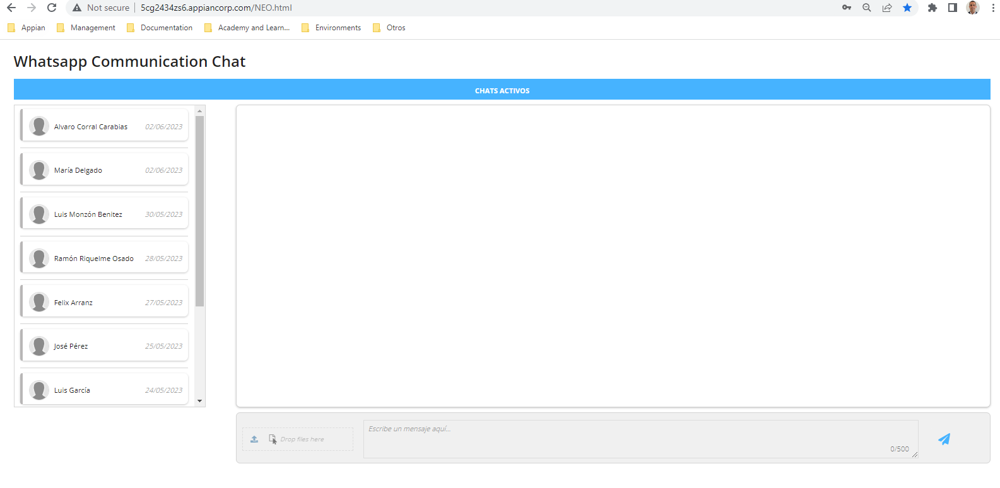 Not secure
5cg2434zs6.appiancorp.com/NEO.html
Appian
Management
Documentation
Academy and Learn...
Environments
Otros
Whatsapp Communication Chat
CHATS ACTIVOS
Alvaro Corral Carabias 02/06/2023
María Delgado 02/06/2023
Luis Monzón Benitez 30/05/2023
Ramón Riquelme Osado 28/05/2023
Felix Arranz 27/05/2023
José Pérez 25/05/2023
Luis García 24/05/2023
Drop files here
Escribe un mensaje aquí...
0/500